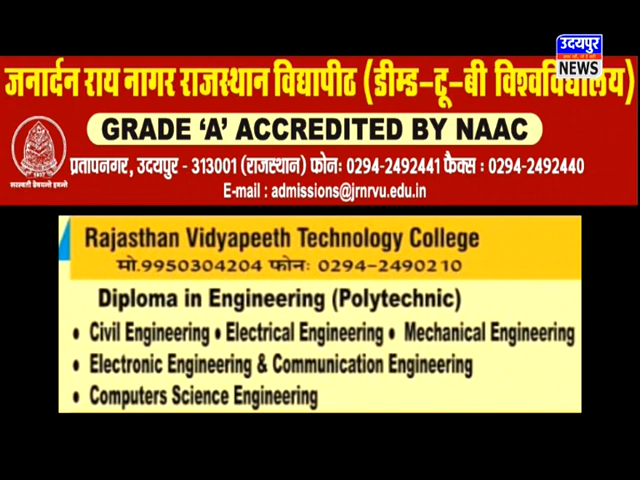 उदयपुर
NEWS
जनार्दन राय नागर राजस्थान विद्यापीठ (डीम्ड-टू-बी विश्वविद्यालय)
GRADE ‘A’ ACCREDITED BY NAAC
प्रतापनगर, उदयपुर - 313001 (राजस्थान) फोनः 0294-2492441 फैक्स : 0294-2492440
E-mail : admissions@jrnrvu.edu.in
1937
Rajasthan Vidyapeeth Technology College
मो.9950304204 फोनः 0294-2490210
Diploma in Engineering (Polytechnic)
• Civil Engineering • Electrical Engineering • Mechanical Engineering
• Electronic Engineering & Communication Engineering
• Computers Science Engineering